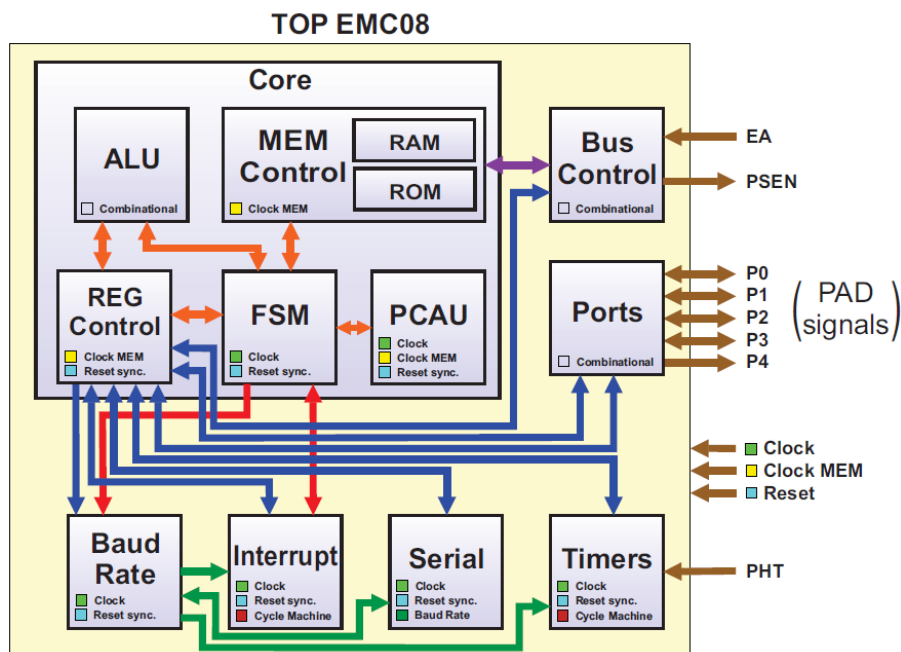 TOP EMC08
Core
ALU
Combinational
MEM
Control
Clock MEM
RAM
ROM
Bus
Control
Combinational
EA
PSEN
REG
Control
Clock MEM
Reset sync.
FSM
Clock
Reset sync.
PCAU
Clock
Clock MEM
Reset sync.
Ports
Combinational
P0
P1
P2
P3
P4
( PAD
signals )
Clock
Clock MEM
Reset
Baud
Rate
Clock
Reset sync.
Interrupt
Clock
Reset sync.
Cycle Machine
Serial
Clock
Reset sync.
Baud Rate
Timers
Clock
Reset sync.
Cycle Machine
PHT